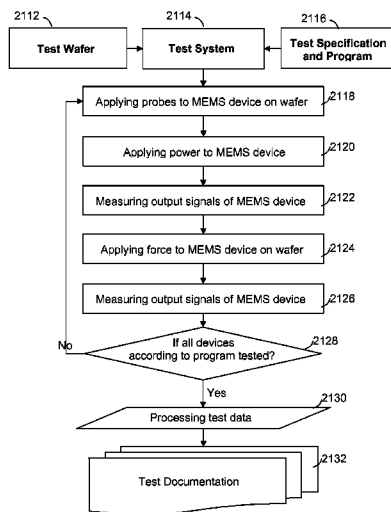 2112
2114
2116
Test Wafer
Test System
Test Specification
and Program
2118
Applying probes to MEMS device on wafer
2120
Applying power to MEMS device
2122
Measuring output signals of MEMS device
2124
Applying force to MEMS device on wafer
2126
Measuring output signals of MEMS device
2128
If all devices
according to program tested?
No
Yes
2130
Processing test data
2132
Test Documentation